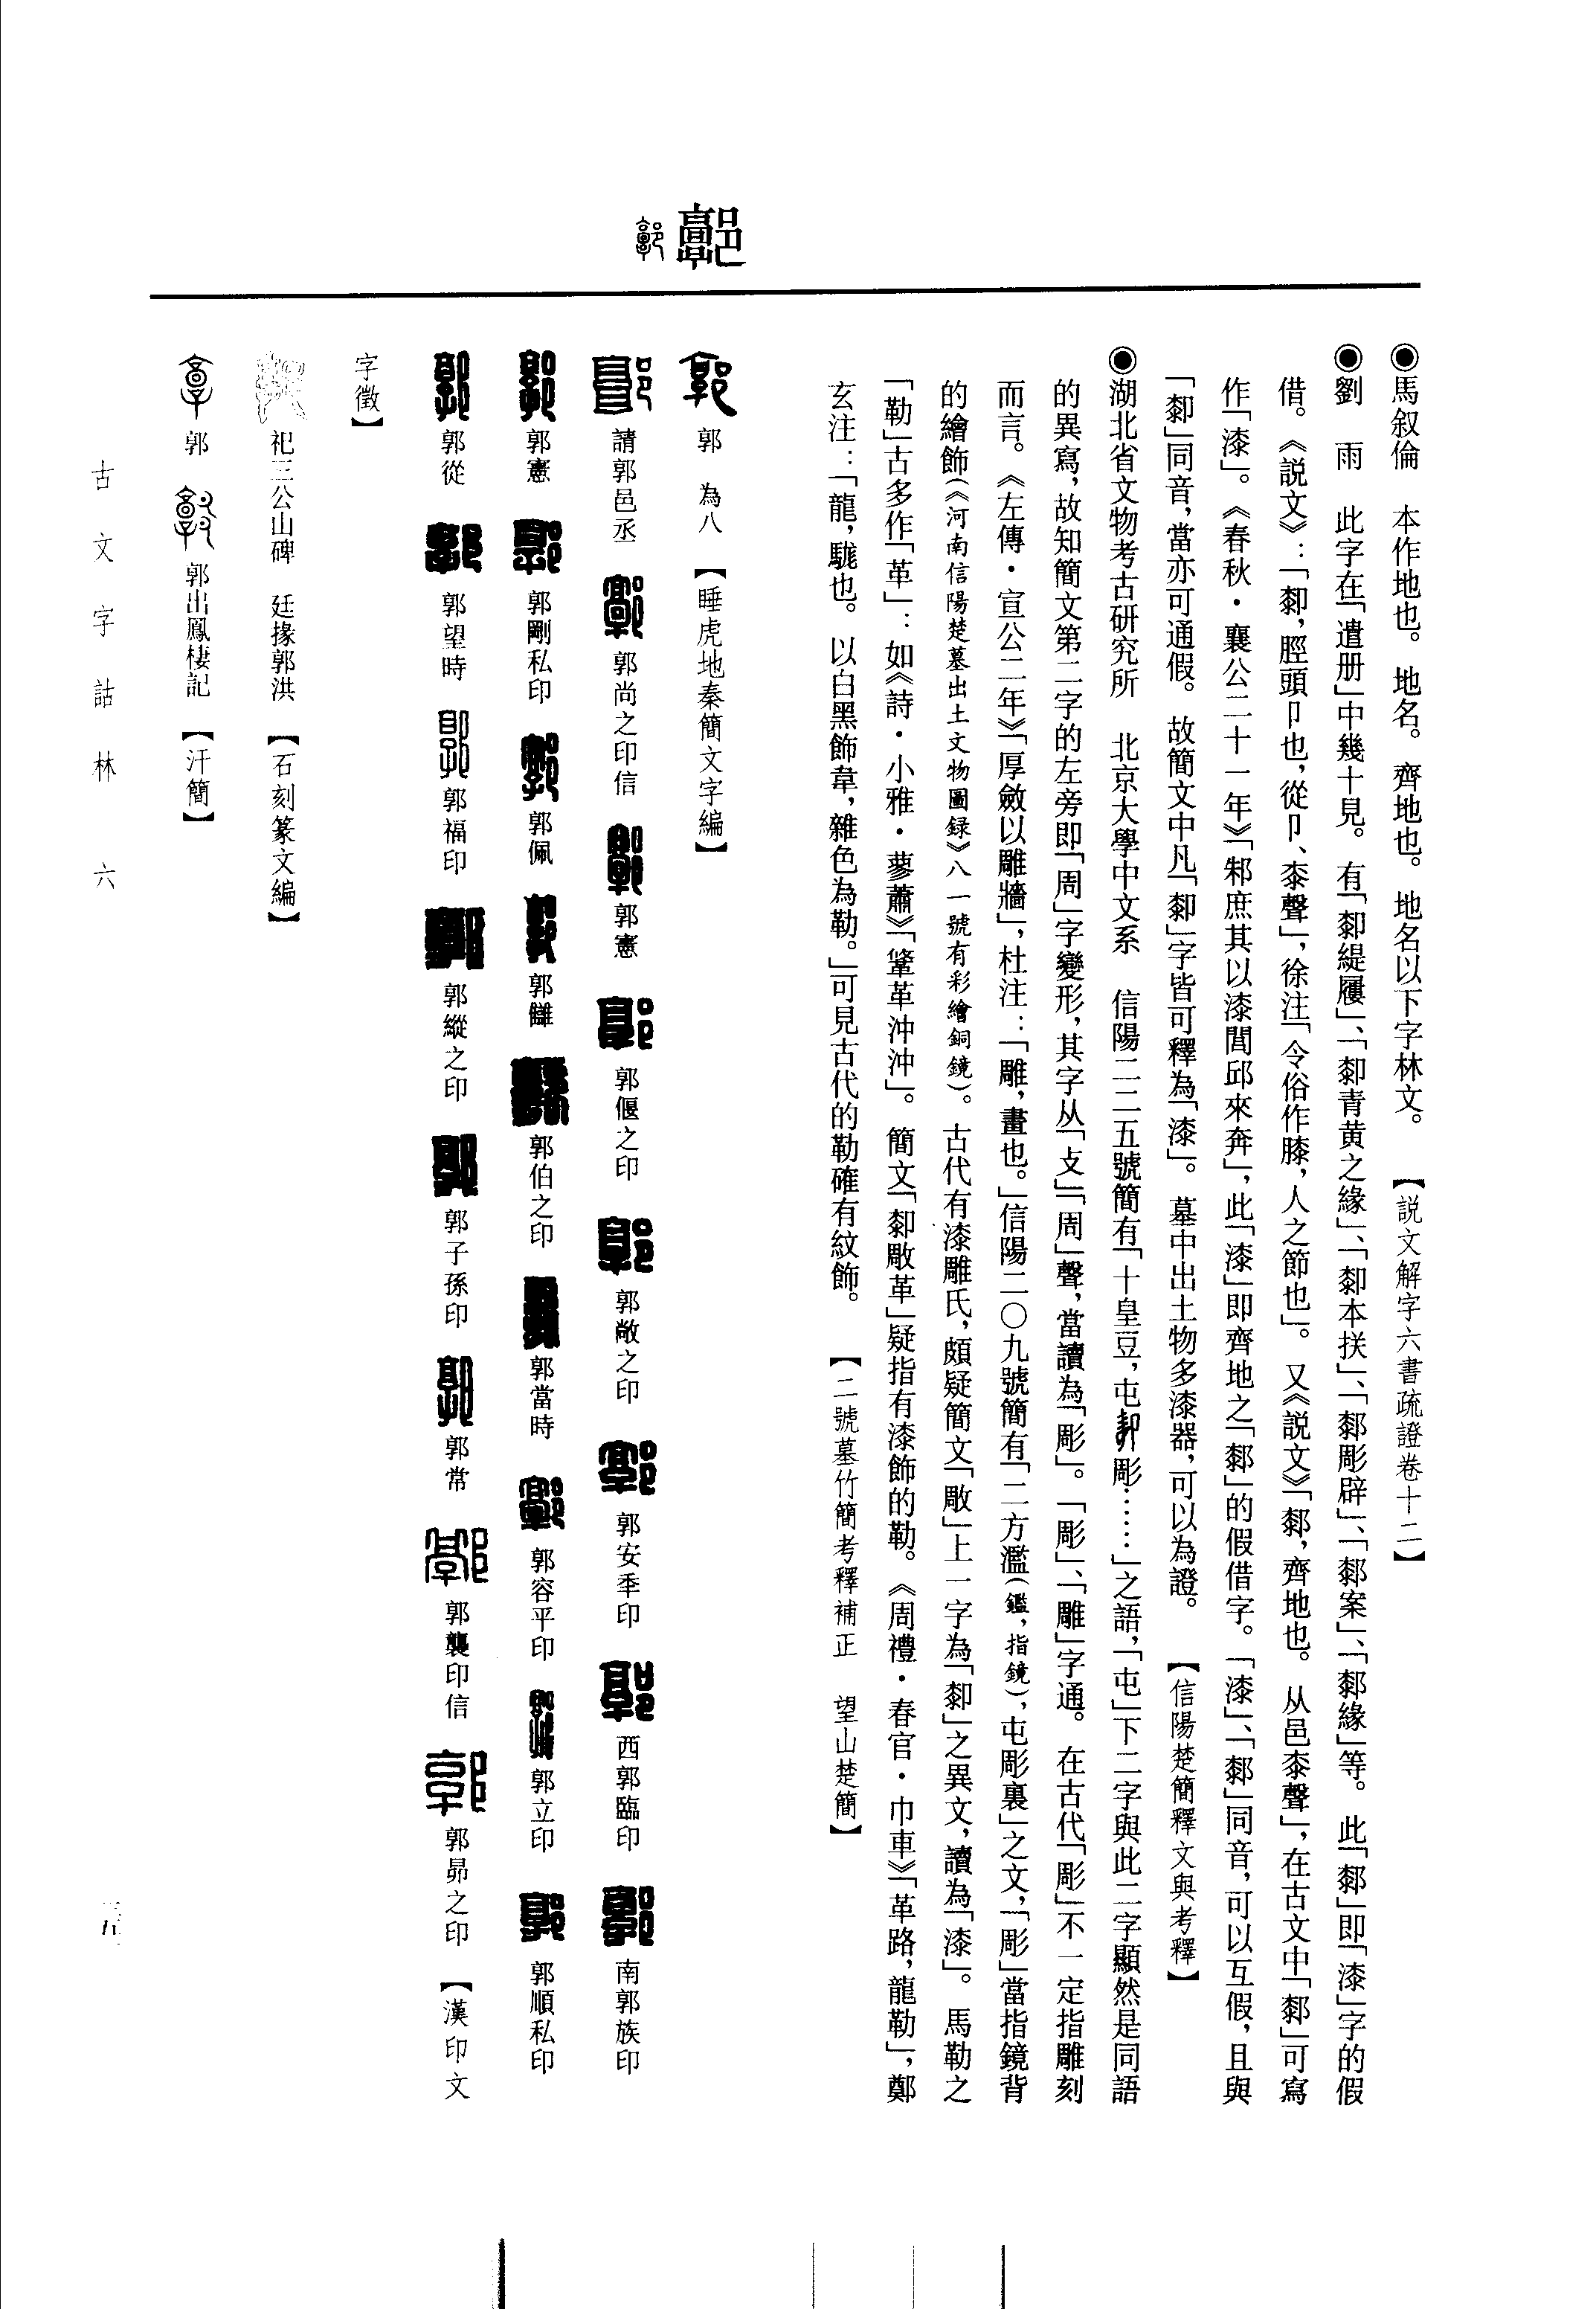 ◉馬叙倫　本作地也。地名。齊地也。地名以下字林文。【説文解字六書疏證卷十二】
◉劉　雨　此字在「遣册」中幾十見。有「厀緹屨」、「厀青黄之緣」、「厀本挗」、「䣛彫辟」、「䣛案」、「䣛緣」等。此「䣛」即「漆」字的假
借。《説文》：「厀，脛頭卩也，從卩、桼聲」，徐注「令俗作膝，人之節也」。又《説文》「䣛，齊地也。从邑桼聲」，在古文中「䣛」可寫
作「漆」。《春秋·襄公二十一年》「邾庶其以漆閭邱來奔」，此「漆」即齊地之「䣛」的假借字。「漆」、「䣛」同音，可以互假，且與
「厀」同音，當亦可通假。故簡文中凡「厀」字皆可釋為「漆」。墓中出土物多漆器，可以為證。【信陽楚簡釋文與考釋】
◉湖北省文物考古研究所　北京大學中文系　信陽二二五號簡有「十皇豆，屯彫……」之語，「屯」下二字與此二字顯然是同語
的異寫，故知簡文第二字的左旁即「周」字變形，其字从「攴」「周」聲，當讀為「彫」。「彫」、「雕」字通。在古代「彫」不一定指雕刻
而言。《左傳·宣公二年》「厚斂以雕牆」，杜注：「雕，畫也。」信陽二〇九號簡有「二方濫（鑑，指鏡），屯彫裏」之文，「彫」當指鏡背
的繪飾（《河南信陽楚墓出土文物圖録》八一號有彩繪銅鏡）。古代有漆雕氏，頗疑簡文「㪣」上一字為「厀」之異文，讀為「漆」。馬勒之
「勒」古多作「革」：如《詩·小雅·蓼蕭》「鞗革沖沖」。簡文「厀㪣革」疑指有漆飾的勒。《周禮·春官·巾車》「革路，龍勒」，鄭
玄注：「龍，駹也。以白黑飾韋，雜色為勒。」可見古代的勒確有紋飾。【二號墓竹簡考釋補正　望山楚簡】
郭　為八　【睡虎地秦簡文字編】
請郭邑丞　郭尚之印信　郭憲　郭偃之印　郭敞之印　郭安季印　西郭臨印　南郭族印
郭憲　郭剛私印　郭佩　郭讎　郭伯之印　郭當時　郭容平印　郭立印　郭順私印
郭從　郭望時　郭福印　郭縱之印　郭子孫印　郭常　郭襲印信　郭昴之印　【漢印文
字徵】
祀三公山碑　廷掾郭洪　【石刻篆文編】
郭　郭出鳳棲記　【汗簡】
古文字詁林　六